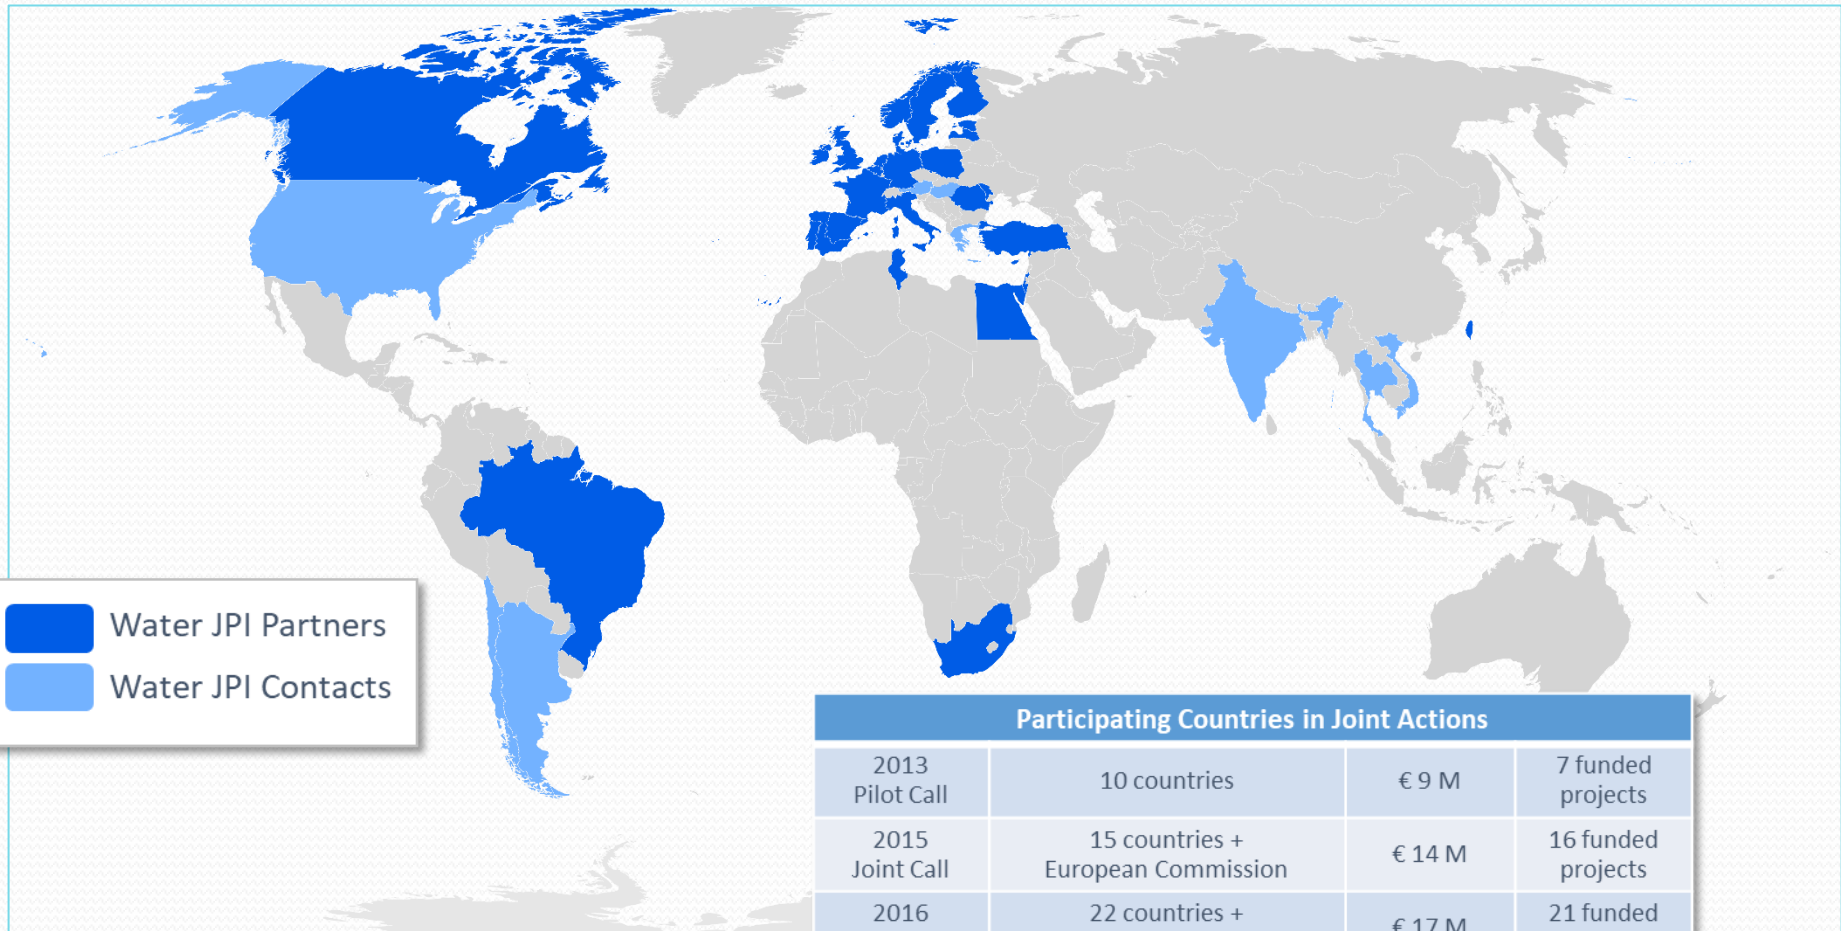 Water JPI Partners
Water JPI Contacts
Participating Countries in Joint Actions
2013
Pilot Call
10 countries
€ 9 M
7 funded
projects
2015
Joint Call
15 countries +
European Commission
€ 14 M
16 funded
projects
2016
22 countries +
€ 17 M
21 funded